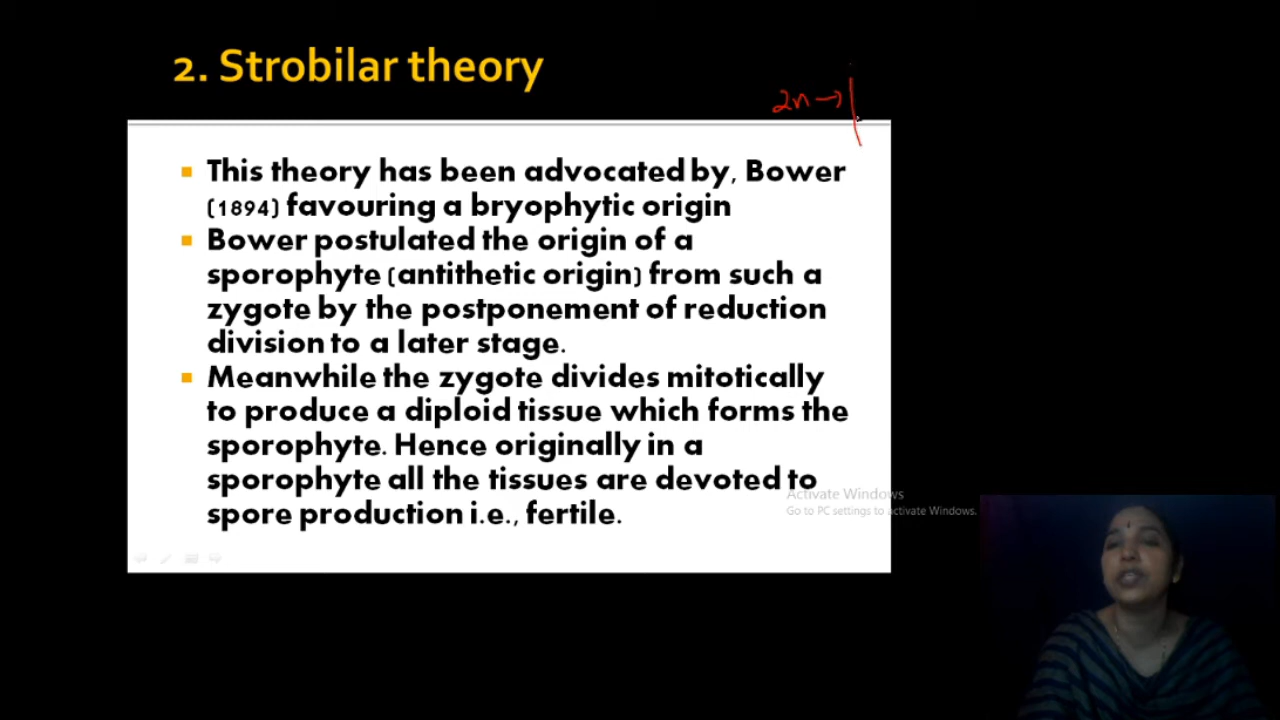 2. Strobilar theory
2n →
This theory has been advocated by, Bower
(1894) favouring a bryophytic origin
Bower postulated the origin of a
sporophyte (antithetic origin) from such a
zygote by the postponement of reduction
division to a later stage.
Meanwhile the zygote divides mitotically
to produce a diploid tissue which forms the
sporophyte. Hence originally in a
sporophyte all the tissues are devoted to
spore production i.e., fertile.
Activate Windows
Go to PC settings to activate Windows.